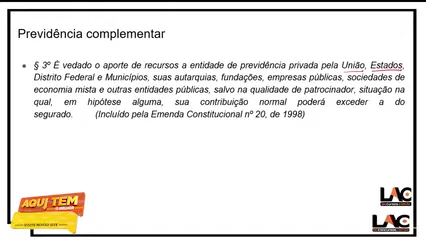 Previdência complementar
• § 3º É vedado o aporte de recursos a entidade de previdência privada pela União, Estados,
Distrito Federal e Municípios, suas autarquias, fundações, empresas públicas, sociedades de
economia mista e outras entidades públicas, salvo na qualidade de patrocinador, situação na
qual, em hipótese alguma, sua contribuição normal poderá exceder a do
segurado. (Incluído pela Emenda Constitucional nº 20, de 1998)
AQUI TEM
LAC
LAC